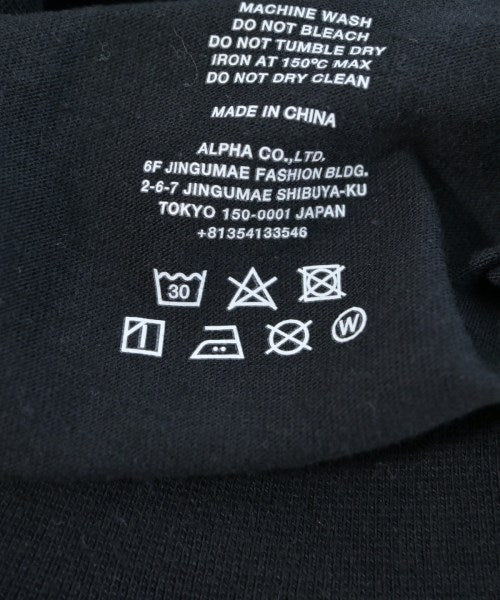 MACHINE WASH
DO NOT BLEACH
DO NOT TUMBLE DRY
IRON AT 150°C MAX
DO NOT DRY CLEAN
MADE IN CHINA
ALPHA CO.,LTD.
6F JINGUMAE FASHION BLDG.
2-6-7 JINGUMAE SHIBUYA-KU
TOKYO 150-0001 JAPAN
+81354133546
30
W